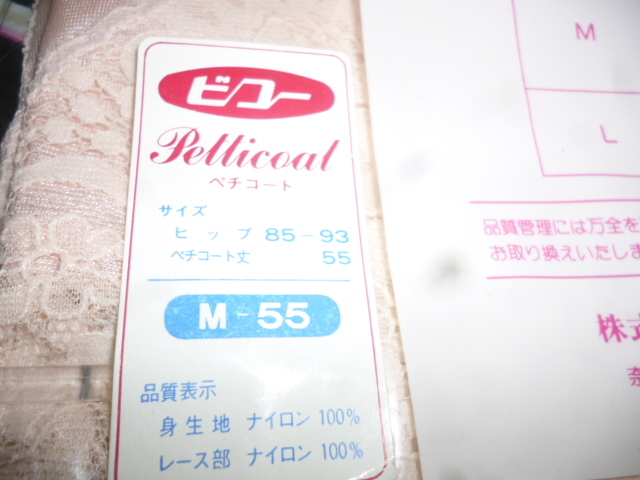 ビュー
Petticoat
ペチコート
サイズ
ヒップ 85-93
ペチコート丈 55
M-55
品質表示
身生地 ナイロン 100%
レース部 ナイロン 100%
M
L
品質管理には万全を
お取り換えいたしま
株式
奈